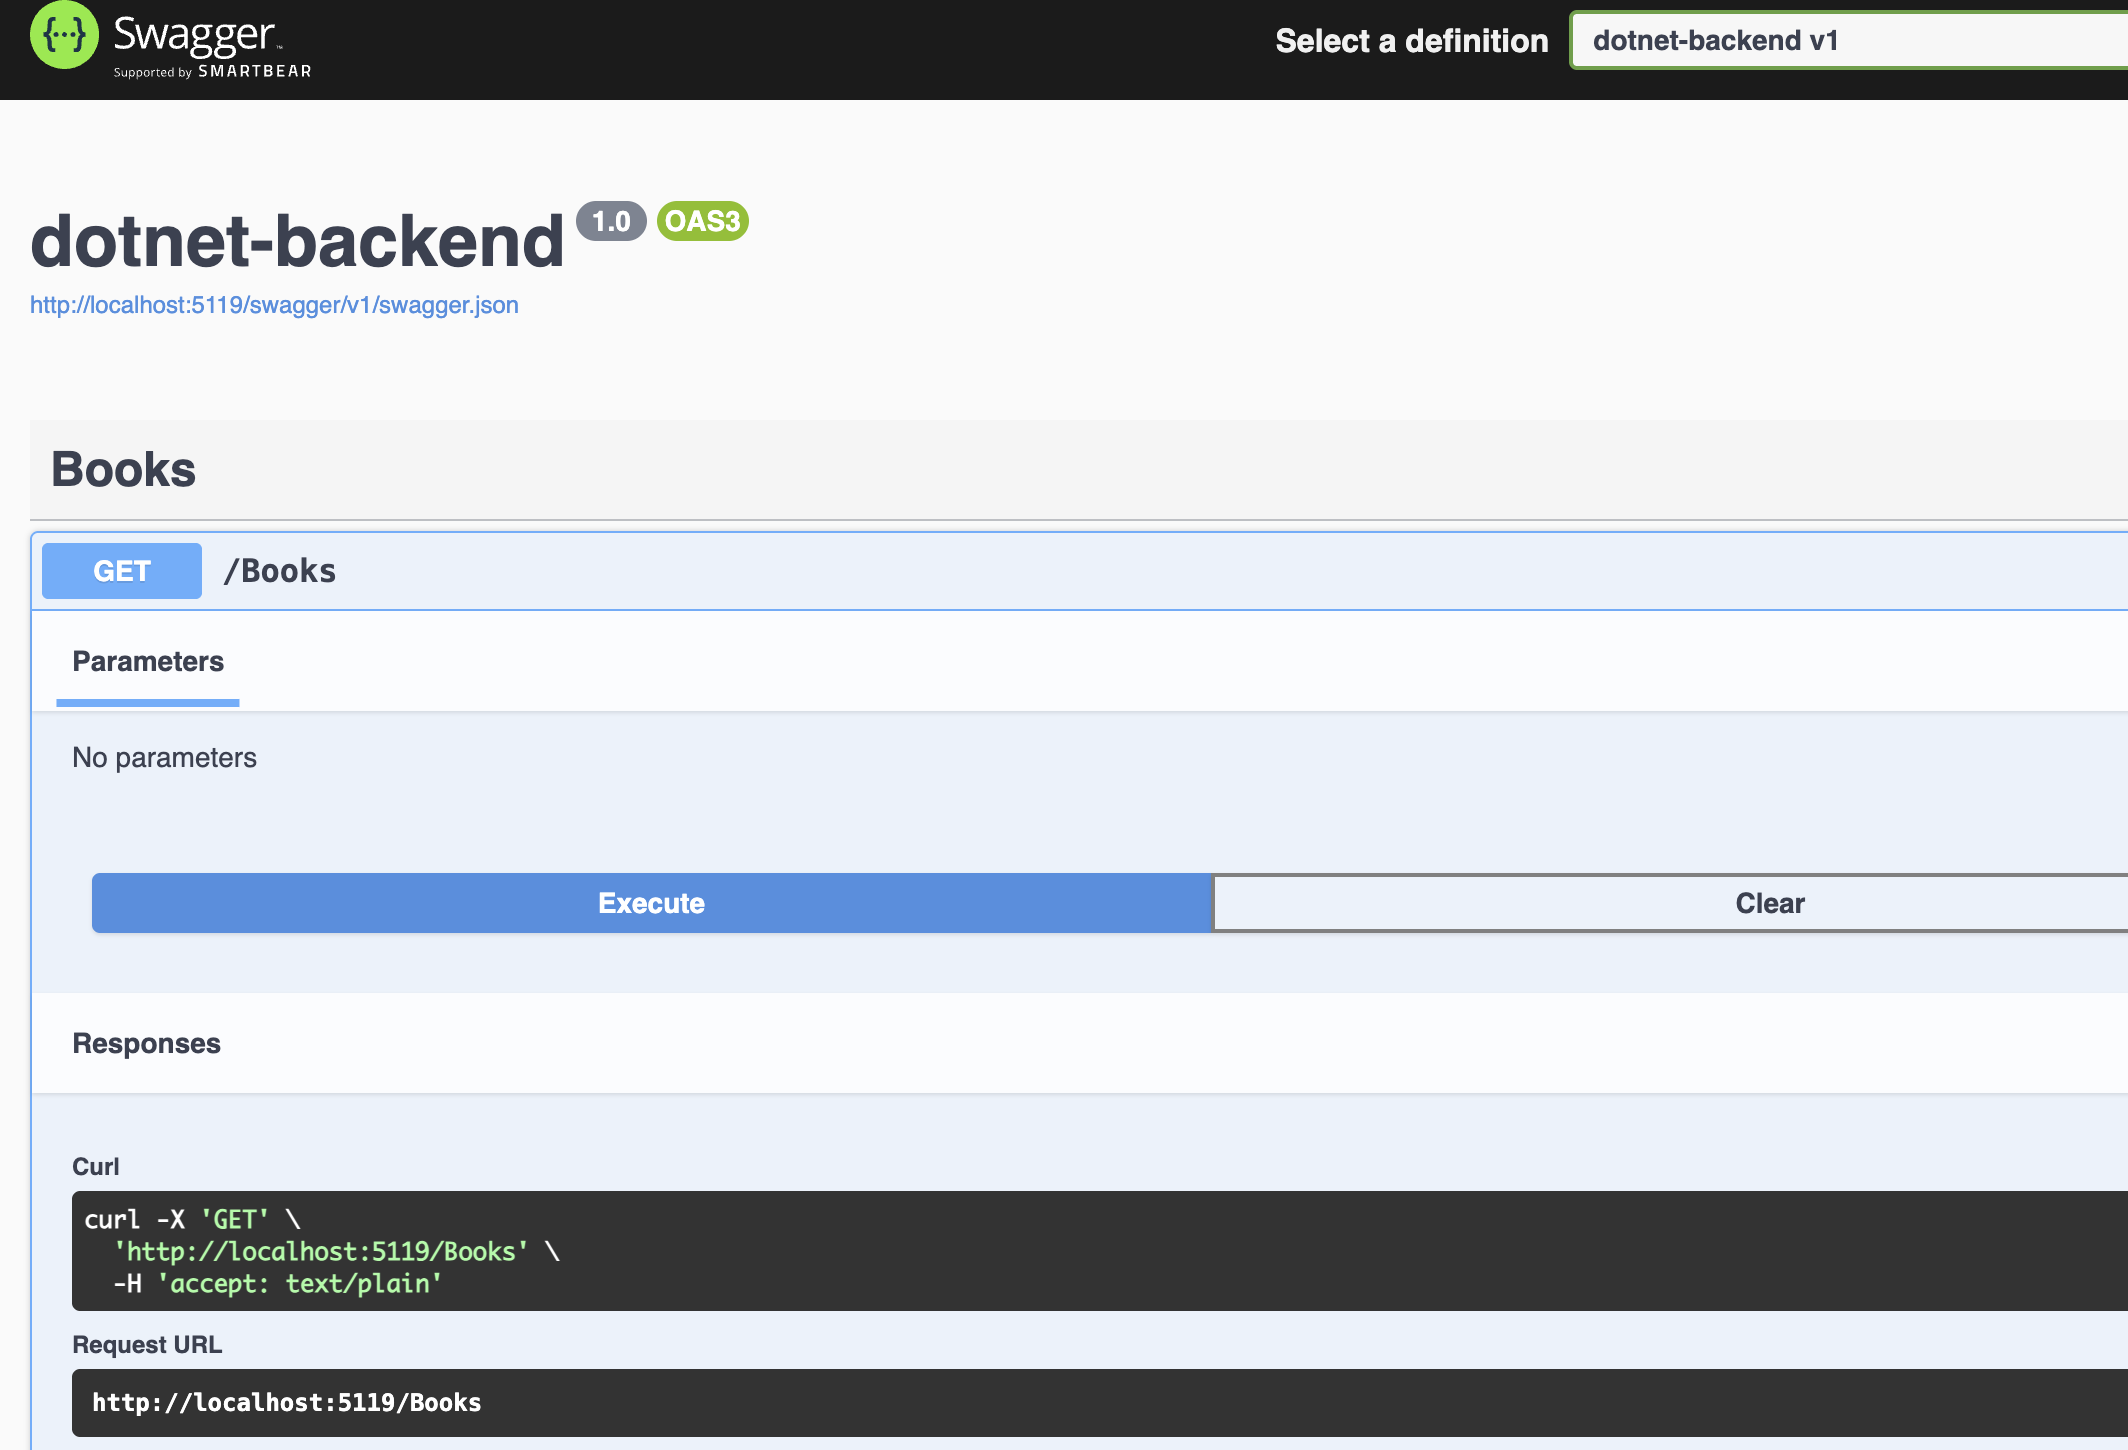 {···} Swagger™
Supported by SMARTBEAR
Select a definition
dotnet-backend v1
dotnet-backend 1.0 OAS3
http://localhost:5119/swagger/v1/swagger.json
Books
GET /Books
Parameters
No parameters
Execute
Clear
Responses
Curl
curl -X 'GET' \
'http://localhost:5119/Books' \
-H 'accept: text/plain'
Request URL
http://localhost:5119/Books